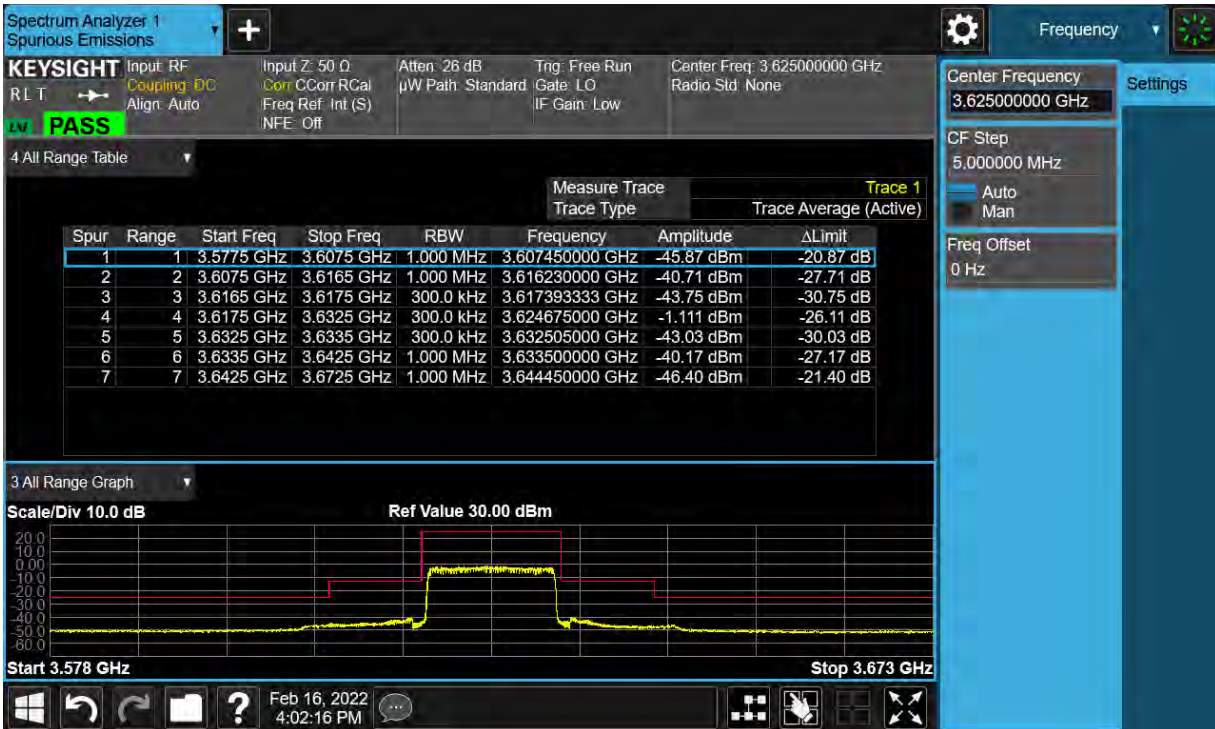 Spectrum Analyzer 1
Spurious Emissions
+
Frequency
KEYSIGHT Input: RF Input Z: 50 Ω Atten: 26 dB Trig: Free Run Center Freq: 3.625000000 GHz
RLT Coupling: DC Corr CCorr RCal µW Path: Standard Gate: LO Radio Std: None
Align: Auto Freq Ref: Int (S) IF Gain: Low
PASS NFE: Off
Center Frequency
3.625000000 GHz
Settings
CF Step
5.000000 MHz
Auto
Man
Freq Offset
0 Hz
4 All Range Table
Measure Trace Trace 1
Trace Type Trace Average (Active)
Spur Range Start Freq Stop Freq RBW Frequency Amplitude ∆Limit
1 1 3.5775 GHz 3.6075 GHz 1.000 MHz 3.607450000 GHz -45.87 dBm -20.87 dB
2 2 3.6075 GHz 3.6165 GHz 1.000 MHz 3.616230000 GHz -40.71 dBm -27.71 dB
3 3 3.6165 GHz 3.6175 GHz 300.0 kHz 3.617393333 GHz -43.75 dBm -30.75 dB
4 4 3.6175 GHz 3.6325 GHz 300.0 kHz 3.624675000 GHz -1.111 dBm -26.11 dB
5 5 3.6325 GHz 3.6335 GHz 300.0 kHz 3.632505000 GHz -43.03 dBm -30.03 dB
6 6 3.6335 GHz 3.6425 GHz 1.000 MHz 3.633500000 GHz -40.17 dBm -27.17 dB
7 7 3.6425 GHz 3.6725 GHz 1.000 MHz 3.644450000 GHz -46.40 dBm -21.40 dB
3 All Range Graph
Scale/Div 10.0 dB Ref Value 30.00 dBm
20.0
10.0
0.00
-10.0
-20.0
-30.0
-40.0
-50.0
-60.0
Start 3.578 GHz Stop 3.673 GHz
?
Feb 16, 2022
4:02:16 PM